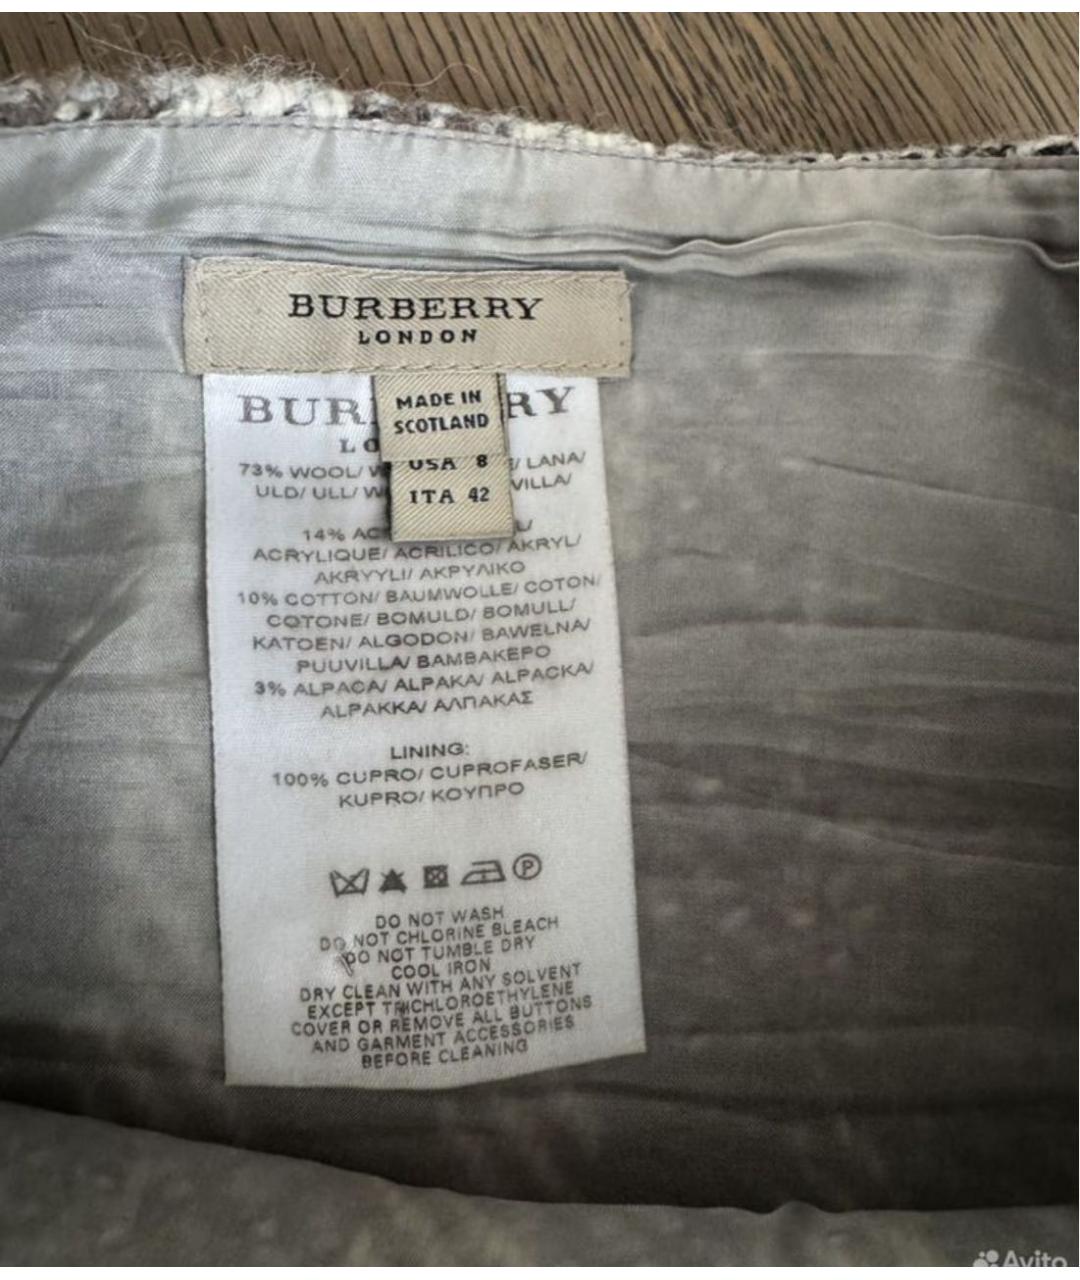 BURBERRY
LONDON
MADE IN
SCOTLAND
USA 8
ITA 42
BUR RY
LO
73% WOOL/ W / LANA/
ULD/ ULL/ W VILLA/
14% AC U/
ACRYLIQUE/ ACRILICO/ AKRYL/
AKRYYLI/ ΑΚΡΥΛΙΚΟ
10% COTTON/ BAUMWOLLE/ COTON/
COTONE/ BOMULD/ BOMULL/
KATOEN/ ALGODON/ BAWELNA/
PUUVILLA/ ΒΑΜΒΑΚΕΡΟ
3% ALPACA/ ALPAKA/ ALPACKA/
ALPAKKA/ ΑΛΠΑΚΑΣ
LINING:
100% CUPRO/ CUPROFASER/
KUPRO/ ΚΟΥΠΡΟ
P
DO NOT WASH
DO NOT CHLORINE BLEACH
DO NOT TUMBLE DRY
COOL IRON
DRY CLEAN WITH ANY SOLVENT
EXCEPT TRICHLOROETHYLENE
COVER OR REMOVE ALL BUTTONS
AND GARMENT ACCESSORIES
BEFORE CLEANING
Avito